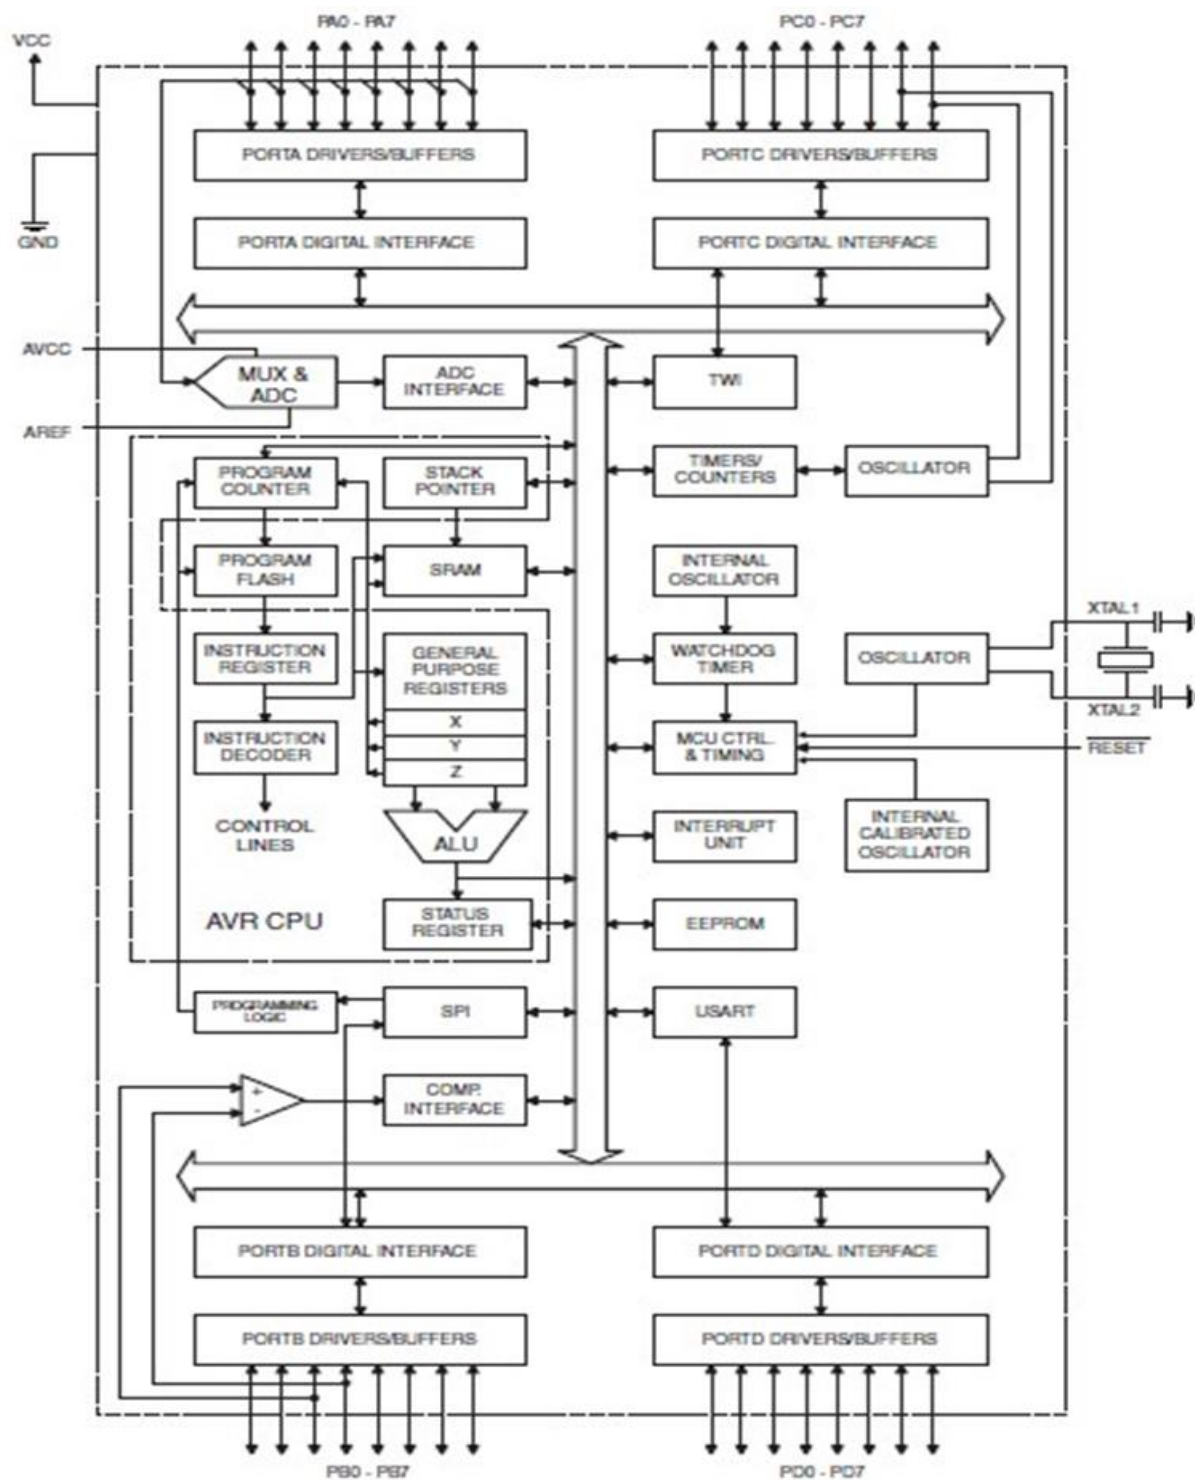 PA0 - PA7
PC0 - PC7
VCC
PORTA DRIVERS/BUFFERS
PORTC DRIVERS/BUFFERS
GND
PORTA DIGITAL INTERFACE
PORTC DIGITAL INTERFACE
AVCC
MUX &
ADC
ADC
INTERFACE
TWI
AREF
PROGRAM
COUNTER
STACK
POINTER
TIMERS/
COUNTERS
OSCILLATOR
PROGRAM
FLASH
SRAM
INTERNAL
OSCILLATOR
XTAL1
INSTRUCTION
REGISTER
GENERAL
PURPOSE
REGISTERS
WATCHDOG
TIMER
OSCILLATOR
XTAL2
X
INSTRUCTION
DECODER
Y
MCU CTRL.
& TIMING
RESET
Z
CONTROL
LINES
ALU
INTERRUPT
UNIT
INTERNAL
CALIBRATED
OSCILLATOR
AVR CPU
STATUS
REGISTER
EEPROM
PROGRAMMING
LOGIC
SPI
USART
+
-
COMP.
INTERFACE
PORTB DIGITAL INTERFACE
PORTD DIGITAL INTERFACE
PORTB DRIVERS/BUFFERS
PORTD DRIVERS/BUFFERS
PB0 - PB7
PD0 - PD7